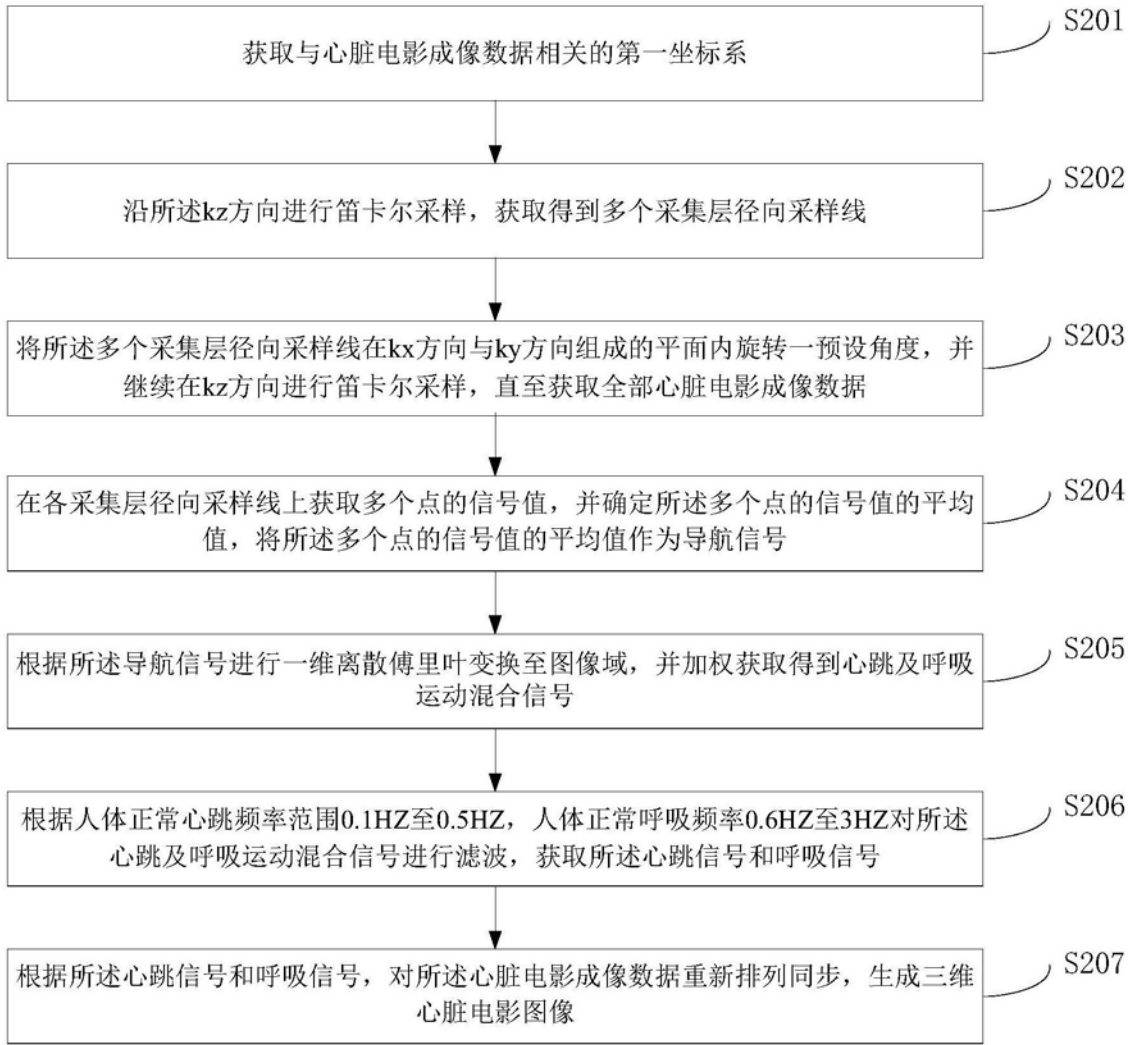 获取与心脏电影成像数据相关的第一坐标系
S201
沿所述kz方向进行笛卡尔采样，获取得到多个采集层径向采样线
S202
将所述多个采集层径向采样线在kx方向与ky方向组成的平面内旋转一预设角度，并
继续在kz方向进行笛卡尔采样，直至获取全部心脏电影成像数据
S203
在各采集层径向采样线上获取多个点的信号值，并确定所述多个点的信号值的平均
值，将所述多个点的信号值的平均值作为导航信号
S204
根据所述导航信号进行一维离散傅里叶变换至图像域，并加权获取得到心跳及呼吸
运动混合信号
S205
根据人体正常心跳频率范围0.1HZ至0.5HZ，人体正常呼吸频率0.6HZ至3HZ对所述
心跳及呼吸运动混合信号进行滤波，获取所述心跳信号和呼吸信号
S206
根据所述心跳信号和呼吸信号，对所述心脏电影成像数据重新排列同步，生成三维
心脏电影图像
S207